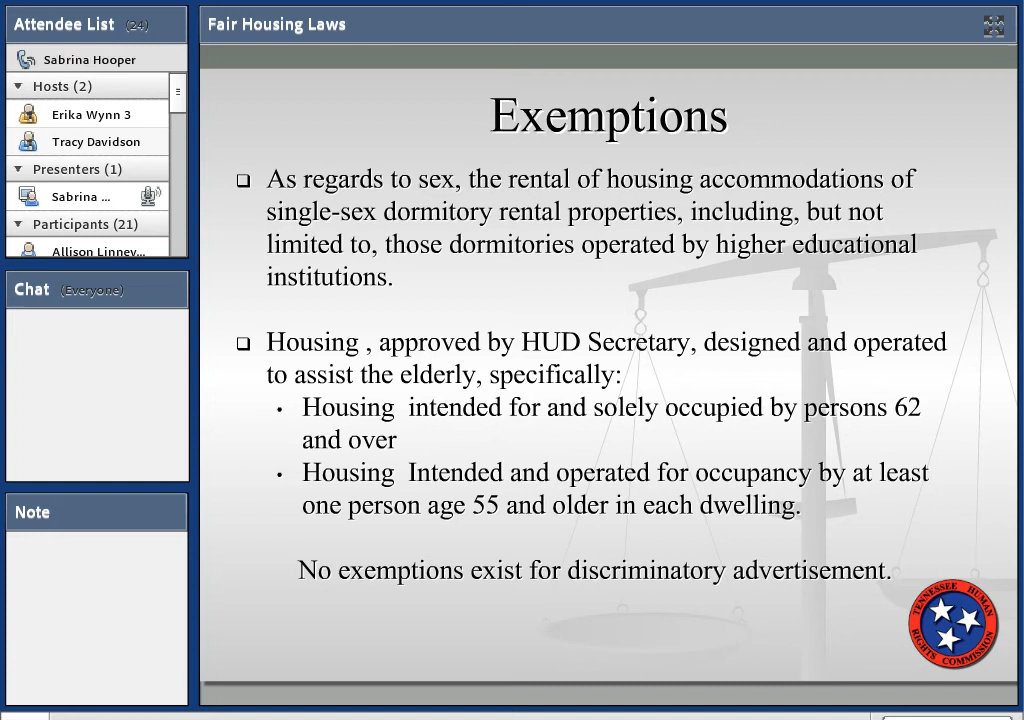 Attendee List (24)
Sabrina Hooper
Hosts (2)
Erika Wynn 3
Tracy Davidson
Presenters (1)
Sabrina ...
Participants (21)
Allison Linney...
Chat (Everyone)
Note
Fair Housing Laws
Exemptions
As regards to sex, the rental of housing accommodations of
single-sex dormitory rental properties, including, but not
limited to, those dormitories operated by higher educational
institutions.
Housing , approved by HUD Secretary, designed and operated
to assist the elderly, specifically:
• Housing intended for and solely occupied by persons 62
and over
• Housing Intended and operated for occupancy by at least
one person age 55 and older in each dwelling.
No exemptions exist for discriminatory advertisement.
TENNESSEE HUMAN
RIGHTS COMMISSION